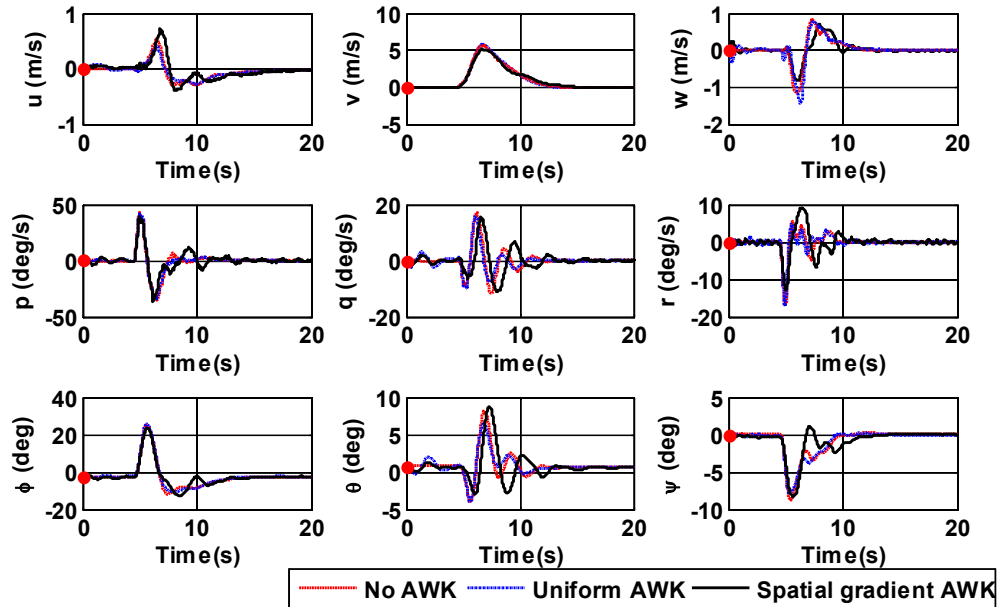 u (m/s)
1
0
-1
0 10 20
Time(s)
v (m/s)
10
5
0
-5
0 10 20
Time(s)
w (m/s)
1
0
-1
-2
0 10 20
Time(s)
p (deg/s)
50
0
-50
0 10 20
Time(s)
q (deg/s)
20
0
-20
0 10 20
Time(s)
r (deg/s)
10
0
-10
-20
0 10 20
Time(s)
ϕ (deg)
40
20
0
-20
0 10 20
Time(s)
θ (deg)
10
5
0
-5
0 10 20
Time(s)
ψ (deg)
5
0
-5
-10
0 10 20
Time(s)
No AWK Uniform AWK Spatial gradient AWK